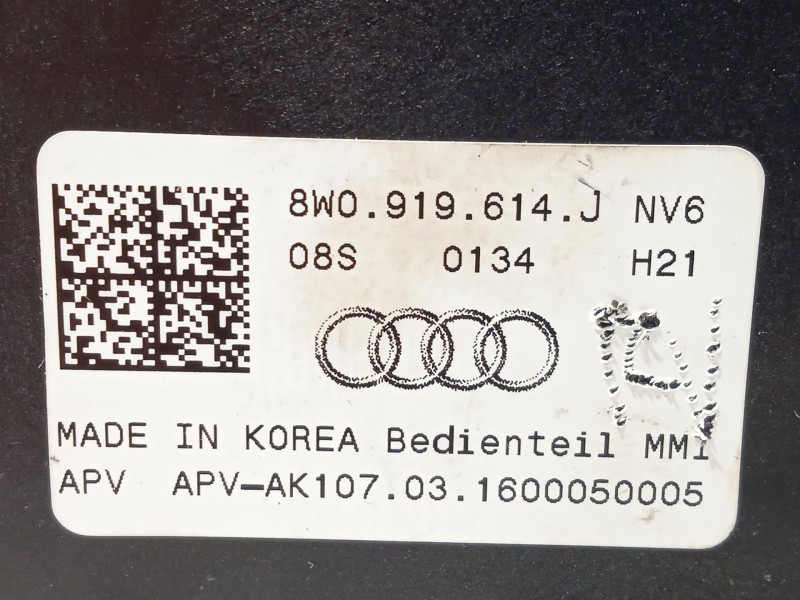 8W0.919.614.J NV6
08S 0134 H21
MADE IN KOREA Bedienteil MMI
APV APV-AK107.03.1600050005